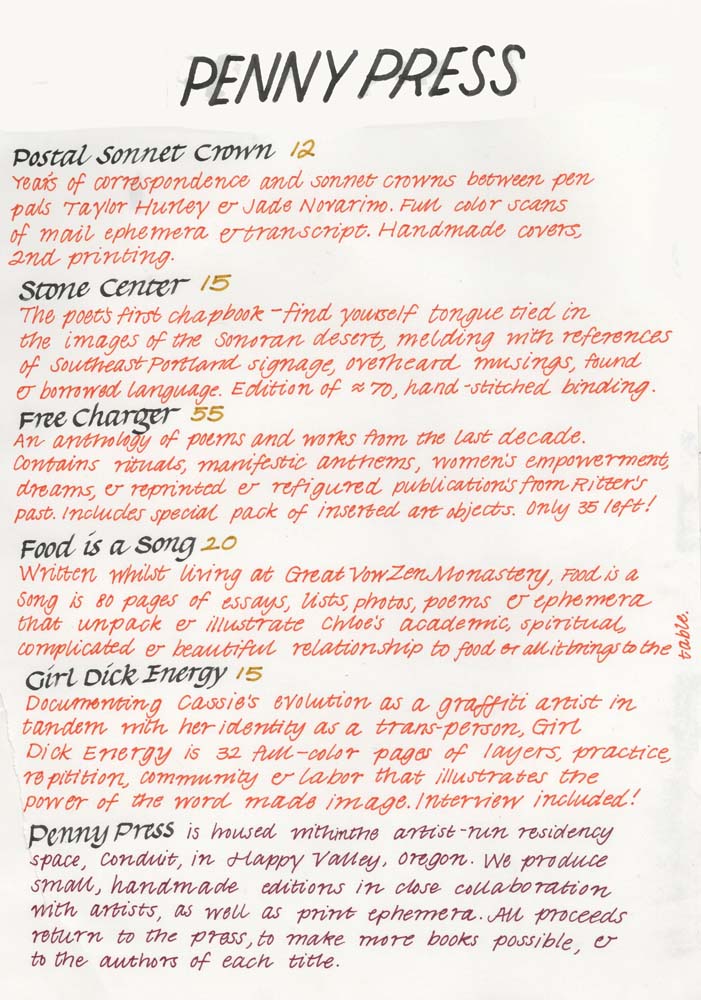 PENNY PRESS
Postal Sonnet Crown 12
Years of correspondence and sonnet crowns between pen
pals Taylor Hurley & Jade Novarino. Full color scans
of mail ephemera & transcript. Handmade covers,
2nd printing.
Stone Center 15
The poet's first chapbook - find yourself tongue tied in
the images of the Sonoran desert, melding with references
of Southeast Portland signage, overheard musings, found
& borrowed language. Edition of ≈ 70, hand-stitched binding.
Free Charger 55
An anthology of poems and works from the last decade.
Contains rituals, manifestic anthems, women's empowerment,
dreams, & reprinted & refigured publication's from Ritter's
past. Includes special pack of inserted art objects. Only 35 left!
Food is a Song 20
Written whilst living at Great Vow Zen Monastery, Food is a
Song is 80 pages of essays, lists, photos, poems & ephemera
that unpack & illustrate Chloe's academic, spiritual,
complicated & beautiful relationship to food & all it brings to the table.
Girl Dick Energy 15
Documenting Cassie's evolution as a graffiti artist in
tandem with her identity as a trans-person, Girl
Dick Energy is 32 full-color pages of layers, practice,
repitition, community & labor that illustrates the
power of the word made image. Interview included!
Penny Press is housed within the artist-run residency
space, Conduit, in Happy Valley, Oregon. We produce
small, handmade editions in close collaboration
with artists, as well as print ephemera. All proceeds
return to the press, to make more books possible, &
to the authors of each title.